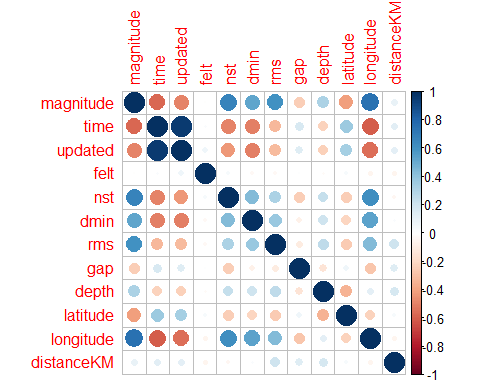 magnitude
time
updated
felt
nst
dmin
rms
gap
depth
latitude
longitude
distanceKM
magnitude
time
updated
felt
nst
dmin
rms
gap
depth
latitude
longitude
distanceKM
1
0.8
0.6
0.4
0.2
0
-0.2
-0.4
-0.6
-0.8
-1